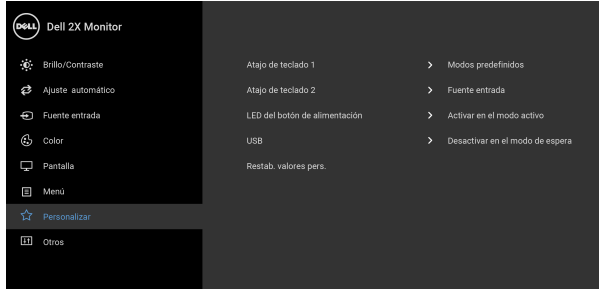 DELL Dell 2X Monitor
Brillo/Contraste
Atajo de teclado 1 Modos predefinidos
Ajuste automático
Atajo de teclado 2 Fuente entrada
Fuente entrada
LED del botón de alimentación Activar en el modo activo
Color
USB Desactivar en el modo de espera
Pantalla
Restab. valores pers.
Menú
Personalizar
Otros